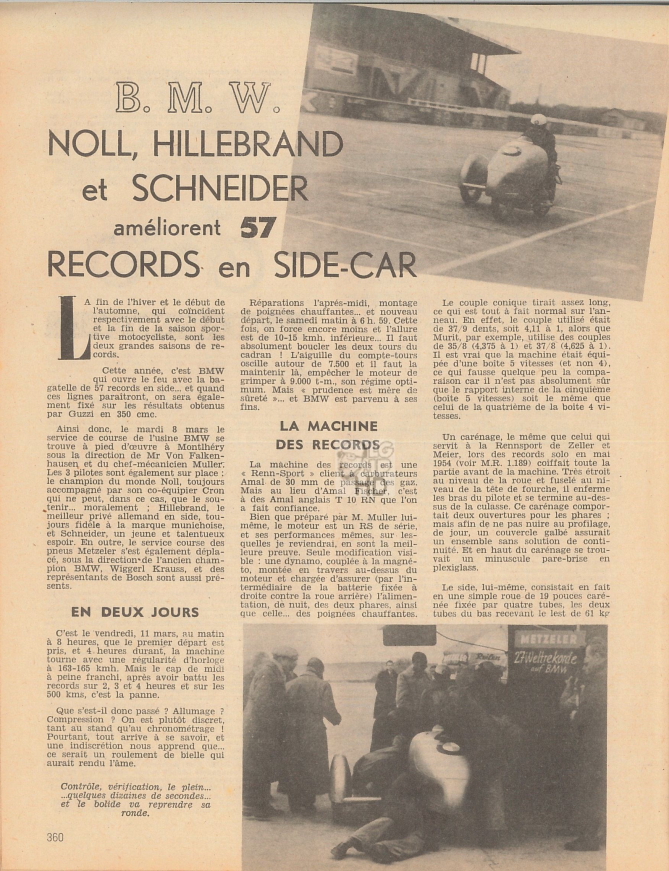 B. M. W.
NOLL, HILLEBRAND
et SCHNEIDER
améliorent 57
RECORDS en SIDE-CAR
LA fin de l'hiver et le début de
l'automne, qui coïncident
respectivement avec le début
et la fin de la saison spor-
tive motocycliste, sont les
deux grandes saisons de re-
cords.
Cette année, c'est BMW
qui ouvre le feu avec la ba-
gatelle de 57 records en side... et quand
ces lignes paraîtront, on sera égale-
ment fixé sur les résultats obtenus
par Guzzi en 350 cmc.
Ainsi donc, le mardi 8 mars le
service de course de l'usine BMW se
trouve à pied d'œuvre à Montlhéry
sous la direction de Mr Von Falken-
hausen et du chef-mécanicien Muller.
Les 3 pilotes sont également sur place :
le champion du monde Noll, toujours
accompagné par son co-équipier Cron
qui ne peut, dans ce cas, que le sou-
tenir... moralement ; Hillebrand, le
meilleur privé allemand en side, tou-
jours fidèle à la marque munichoise,
et Schneider, un jeune et talentueux
espoir. En outre, le service course des
pneus Metzeler s'est également dépla-
cé, sous la direction de l'ancien cham-
pion BMW, Wiggerl Krauss, et des
représentants de Bosch sont aussi pré-
sents.
EN DEUX JOURS
C'est le vendredi, 11 mars, au matin
à 8 heures, que le premier départ est
pris, et 4 heures durant, la machine
tourne avec une régularité d'horloge
à 163-165 kmh. Mais le cap de midi
à peine franchi, après avoir battu les
records sur 2, 3 et 4 heures et sur les
500 kms, c'est la panne.
Que s'est-il donc passé ? Allumage ?
Compression ? On est plutôt discret,
tant au stand qu'au chronométrage !
Pourtant, tout arrive à se savoir, et
une indiscrétion nous apprend que...
ce serait un roulement de bielle qui
aurait rendu l'âme.
Contrôle, vérification, le plein...
...quelques dizaines de secondes...
et le bolide va reprendre sa
ronde.
360
Réparations l'après-midi, montage
de poignées chauffantes... et nouveau
départ, le samedi matin à 6 h. 59. Cette
fois, on force encore moins et l'allure
est de 10-15 kmh. inférieure... Il faut
absolument boucler les deux tours du
cadran ! L'aiguille du compte-tours
oscille autour de 7.500 et il faut la
maintenir là, empêcher le moteur de
grimper à 9.000 t-m., son régime opti-
mum. Mais « prudence est mère de
sûreté »... et BMW est parvenu à ses
fins.
LA MACHINE
DES RECORDS
La machine des records est une
« Renn-Sport » client à carburateurs
Amal de 30 mm de passage des gaz.
Mais au lieu d'Amal c'est
à des Amal anglais T 10 RN que l'on
a fait confiance.
Bien que préparé par M. Muller lui-
même, le moteur est un RS de série,
et ses performances mêmes, sur les-
quelles je reviendrai, en sont la meil-
leure preuve. Seule modification visi-
ble : une dynamo, couplée à la magné-
to, montée en travers au-dessus du
moteur et chargée d'assurer (par l'in-
termédiaire de la batterie fixée à
droite contre la roue arrière) l'alimen-
tation, de nuit, des deux phares, ainsi
que celle... des poignées chauffantes.
Le couple conique tirait assez long,
ce qui est tout à fait normal sur l'an-
neau. En effet, le couple utilisé était
de 37/9 dents, soit 4,11 à 1, alors que
Murit, par exemple, utilise des couples
de 35/8 (4,375 à 1) et 37/8 (4,625 à 1).
Il est vrai que la machine était équi-
pée d'une boite 5 vitesses (et non 4),
ce qui fausse quelque peu la compa-
raison car il n'est pas absolument sûr
que le rapport interne de la cinquième
(boite 5 vitesses) soit le même que
celui de la quatrième de la boite 4 vi-
tesses.
Un carénage, le même que celui qui
servit à la Rennsport de Zeller et
Meier, lors des records solo en mai
1954 (voir M.R. 1189) coiffait toute la
partie avant de la machine. Très étroit
au niveau de la roue et fuselé au ni-
veau de la tête de fourche, il enferme
les bras du pilote et se termine au-des-
sus de la culasse. Ce carénage compor-
tait deux ouvertures pour les phares ;
mais afin de ne pas nuire au profilage,
de jour, un couvercle galbé assurait
un ensemble sans solution de conti-
nuité. Et en haut du carénage se trou-
vait un minuscule pare-brise en
plexiglass.
Le side, lui-même, consistait en fait
en une simple roue de 19 pouces caré-
née fixée par quatre tubes, les deux
tubes du bas recevant le lest de 61 kg
METZELER
27 Weltrekorde
auf BMW